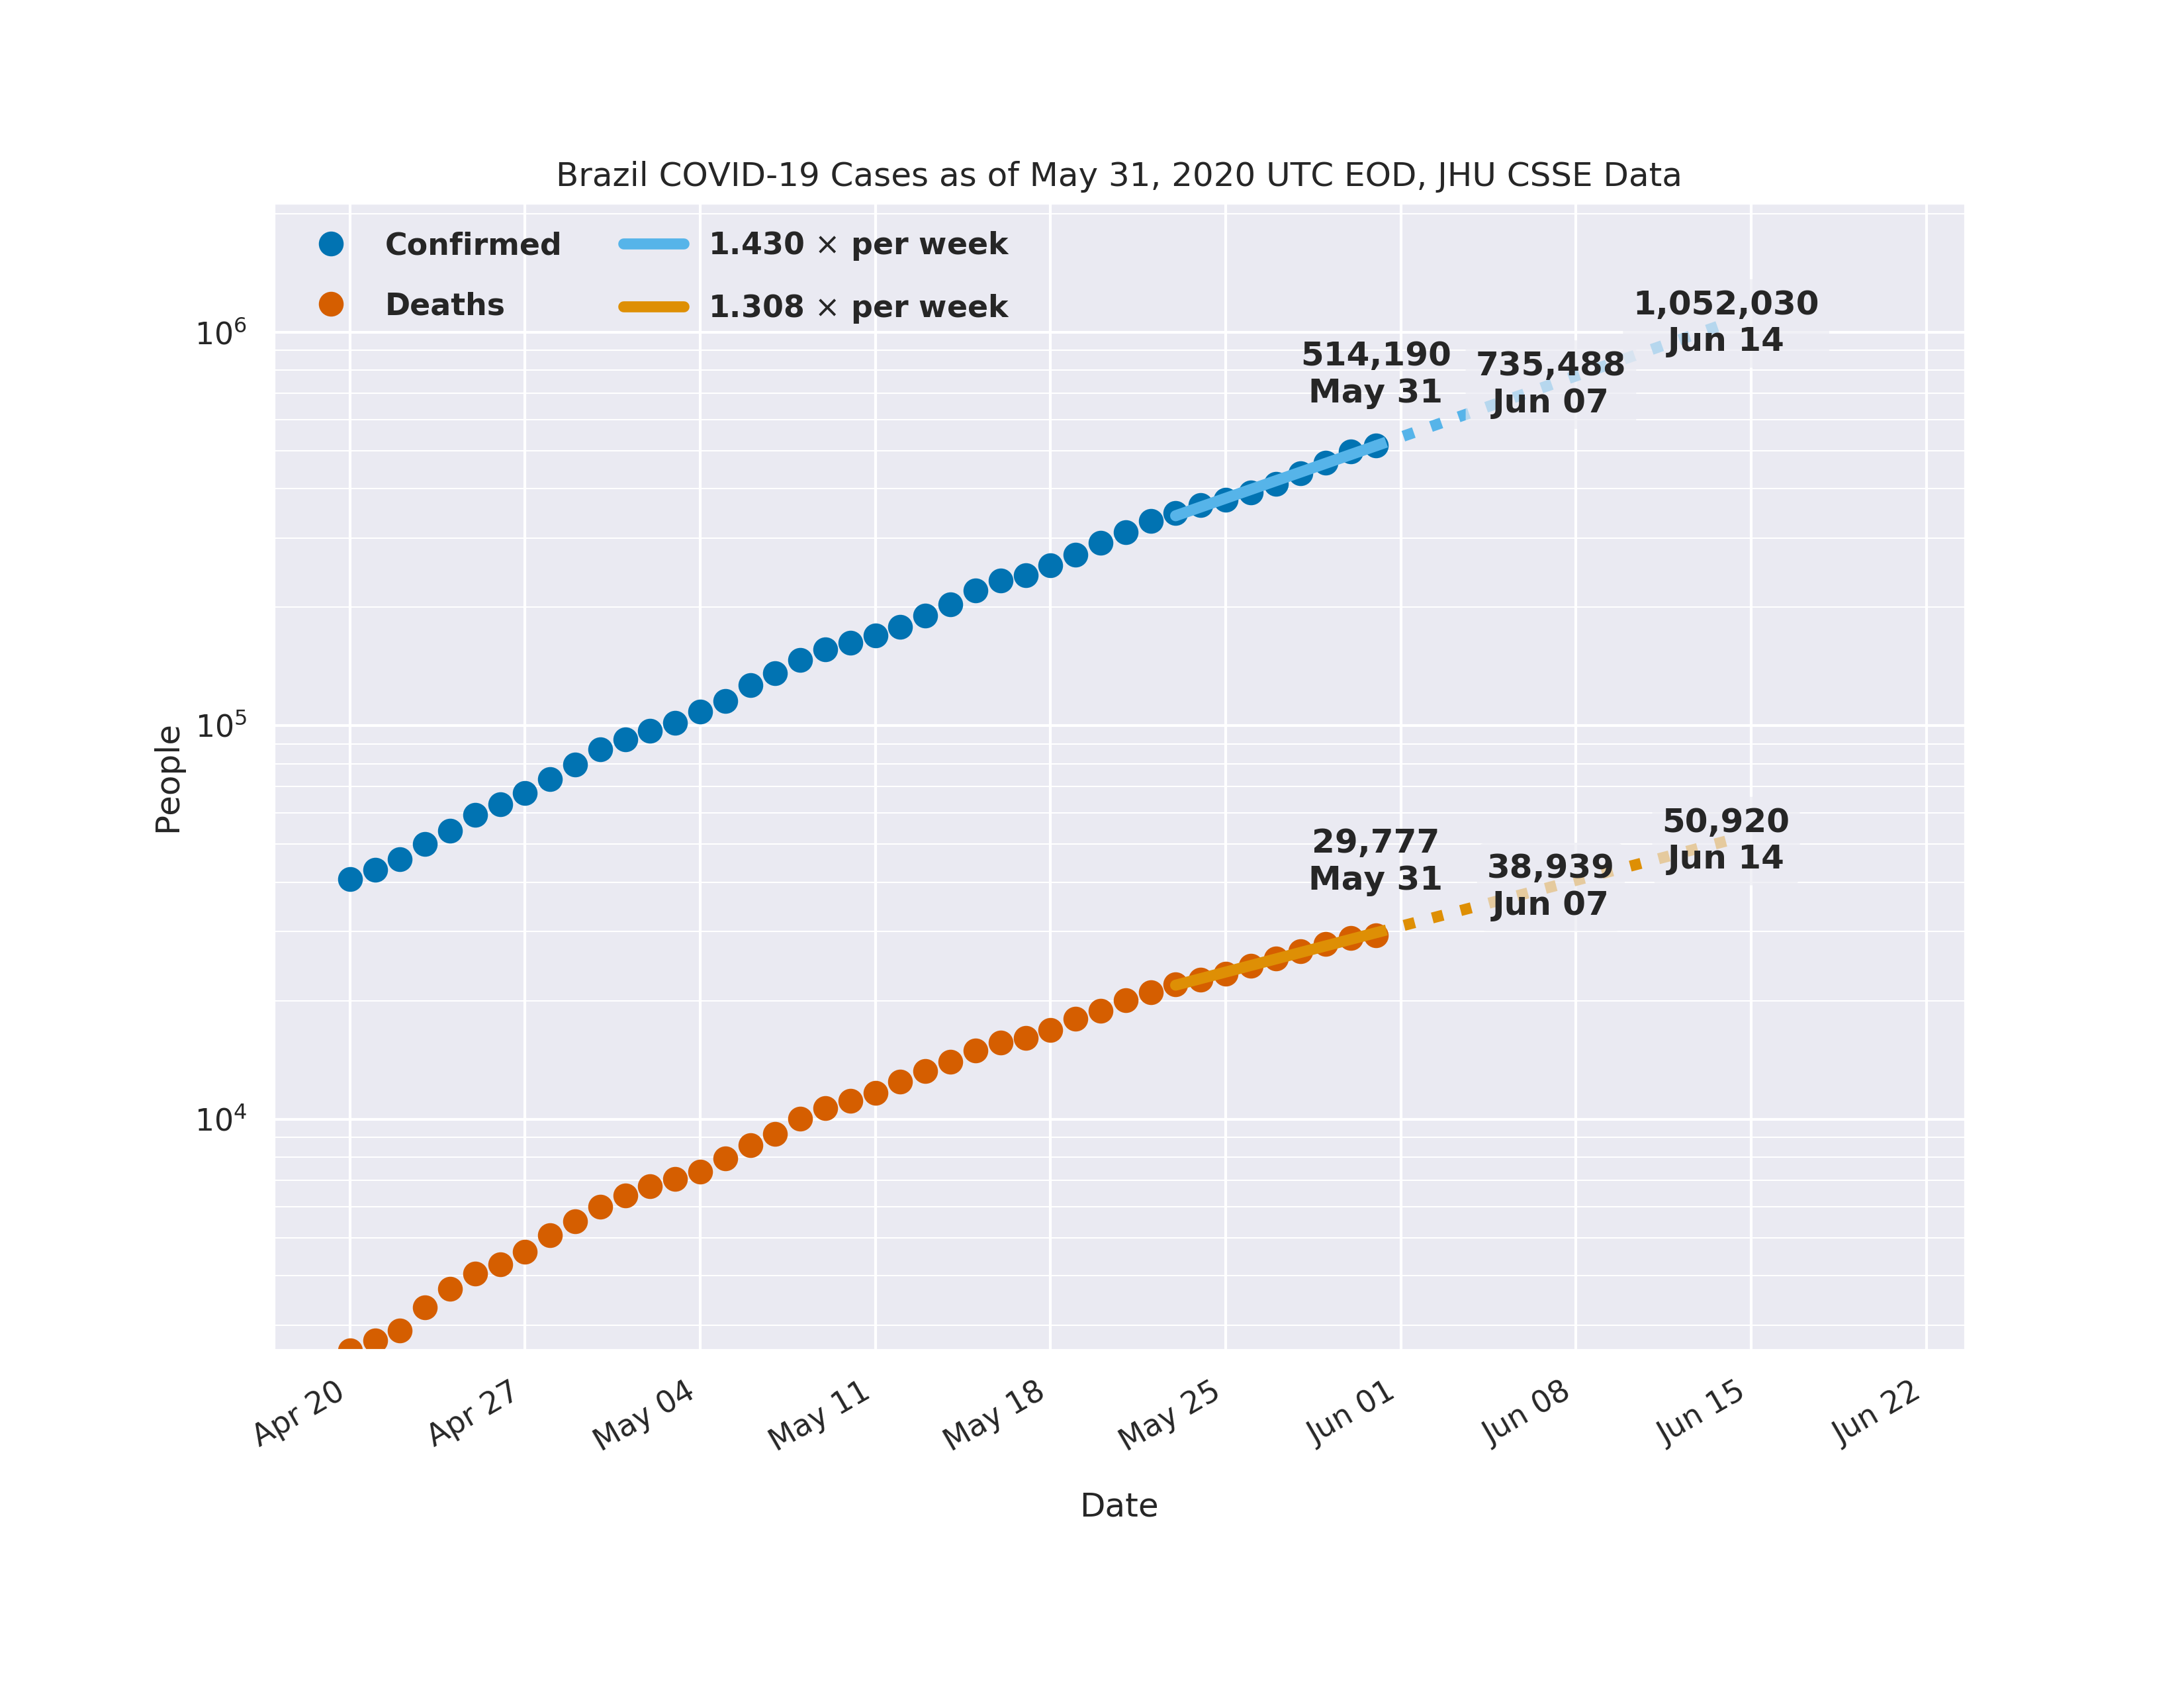 Brazil COVID-19 Cases as of May 31, 2020 UTC EOD, JHU CSSE Data
Confirmed
Deaths
1.430 × per week
1.308 × per week
1,052,030
Jun 14
514,190
May 31
735,488
Jun 07
50,920
Jun 14
29,777
May 31
38,939
Jun 07
10⁶
10⁵
10⁴
People
Apr 20
Apr 27
May 04
May 11
May 18
May 25
Jun 01
Jun 08
Jun 15
Jun 22
Date